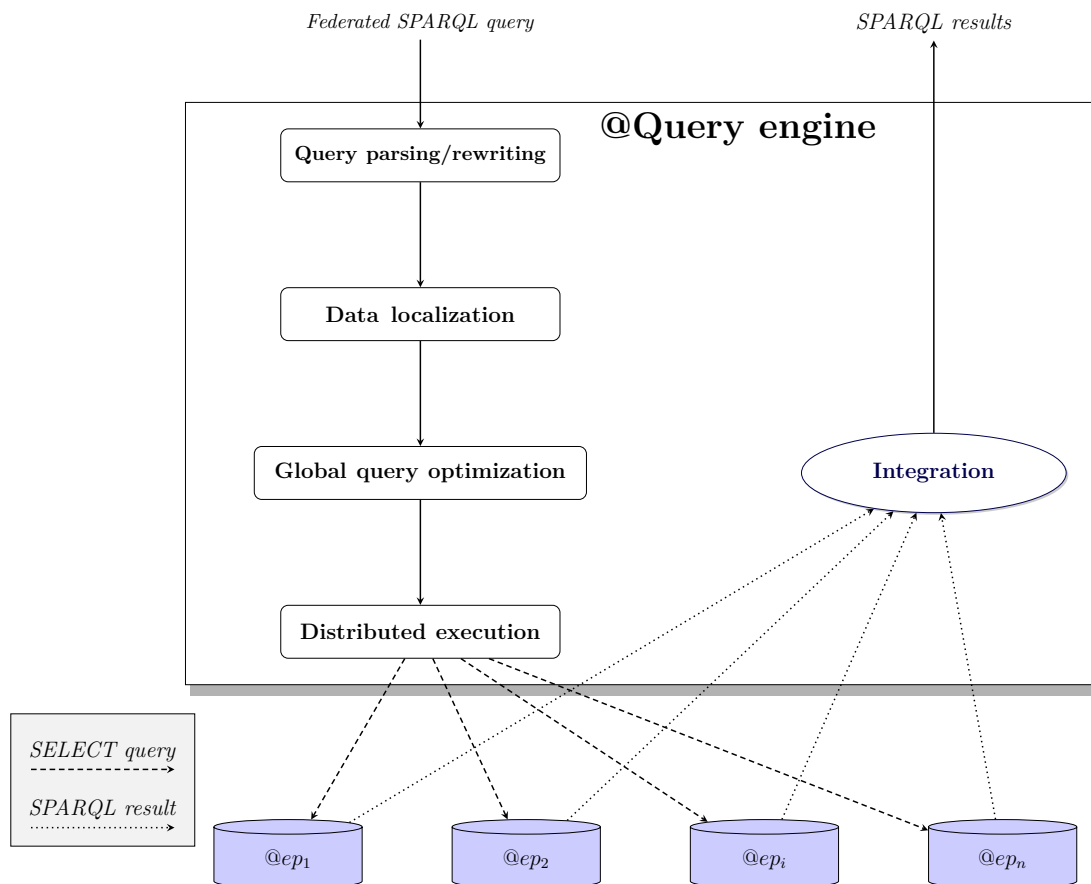 Federated SPARQL query
SPARQL results
@Query engine
Query parsing/rewriting
Data localization
Global query optimization
Integration
Distributed execution
SELECT query
SPARQL result
@ep₁
@ep₂
@epᵢ
@epₙ